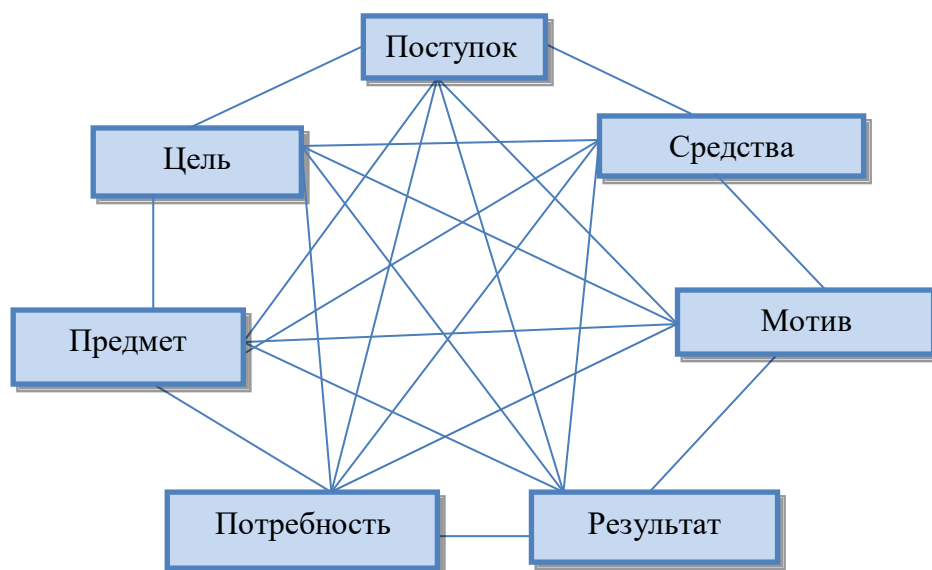 Поступок
Цель
Средства
Предмет
Мотив
Потребность
Результат